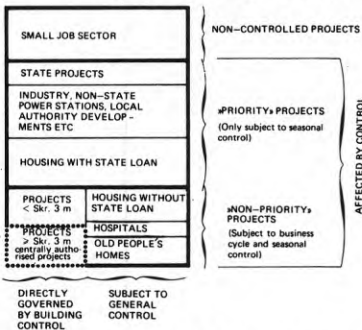 SMALL JOB SECTOR
NON-CONTROLLED PROJECTS
STATE PROJECTS
INDUSTRY, NON-STATE
POWER STATIONS, LOCAL
AUTHORITY DEVELOP -
MENTS ETC
»PRIORITY» PROJECTS
(Only subject to seasonal
control)
HOUSING WITH STATE LOAN
AFFECTED BY CONTROL
PROJECTS
< Skr. 3 m
HOUSING WITHOUT
STATE LOAN
PROJECTS
≥ Skr. 3 m
centrally autho-
rised projects
HOSPITALS
OLD PEOPLE'S
HOMES
»NON-PRIORITY»
PROJECTS
(Subject to business
cycle and seasonal
control)
DIRECTLY
GOVERNED
BY BUILDING
CONTROL
SUBJECT TO
GENERAL
CONTROL